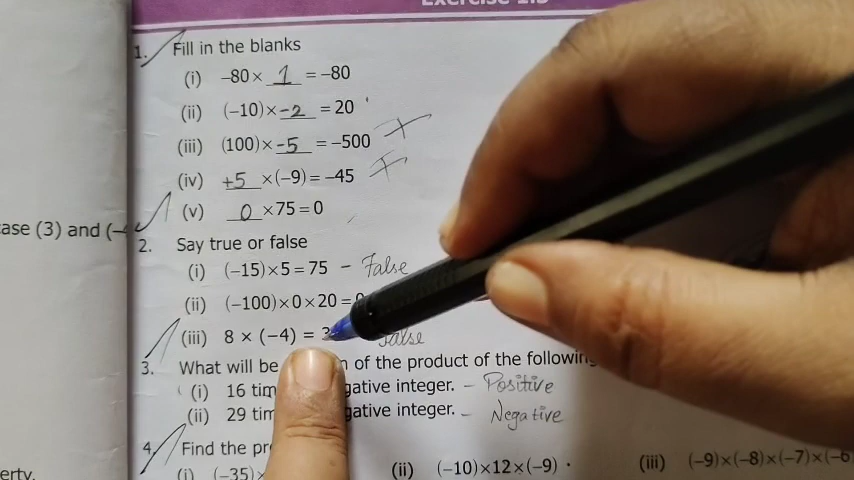 Exercise 1.3
1. Fill in the blanks
(i) –80 × 1 = –80
(ii) (–10) × -2 = 20
(iii) (100) × -5 = –500
(iv) +5 × (–9) = –45
(v) 0 × 75 = 0
ase (3) and (–4
2. Say true or false
(i) (–15) × 5 = 75 - False
(ii) (–100) × 0 × 20 =
(iii) 8 × (–4) = 3 False
3. What will be of the product of the following
(i) 16 tim gative integer. - Positive
(ii) 29 tim gative integer. - Negative
4. Find the pr
(i) (–35) × (ii) (–10) × 12 × (–9) (iii) (–9) × (–8) × (–7) × (–6
erty.